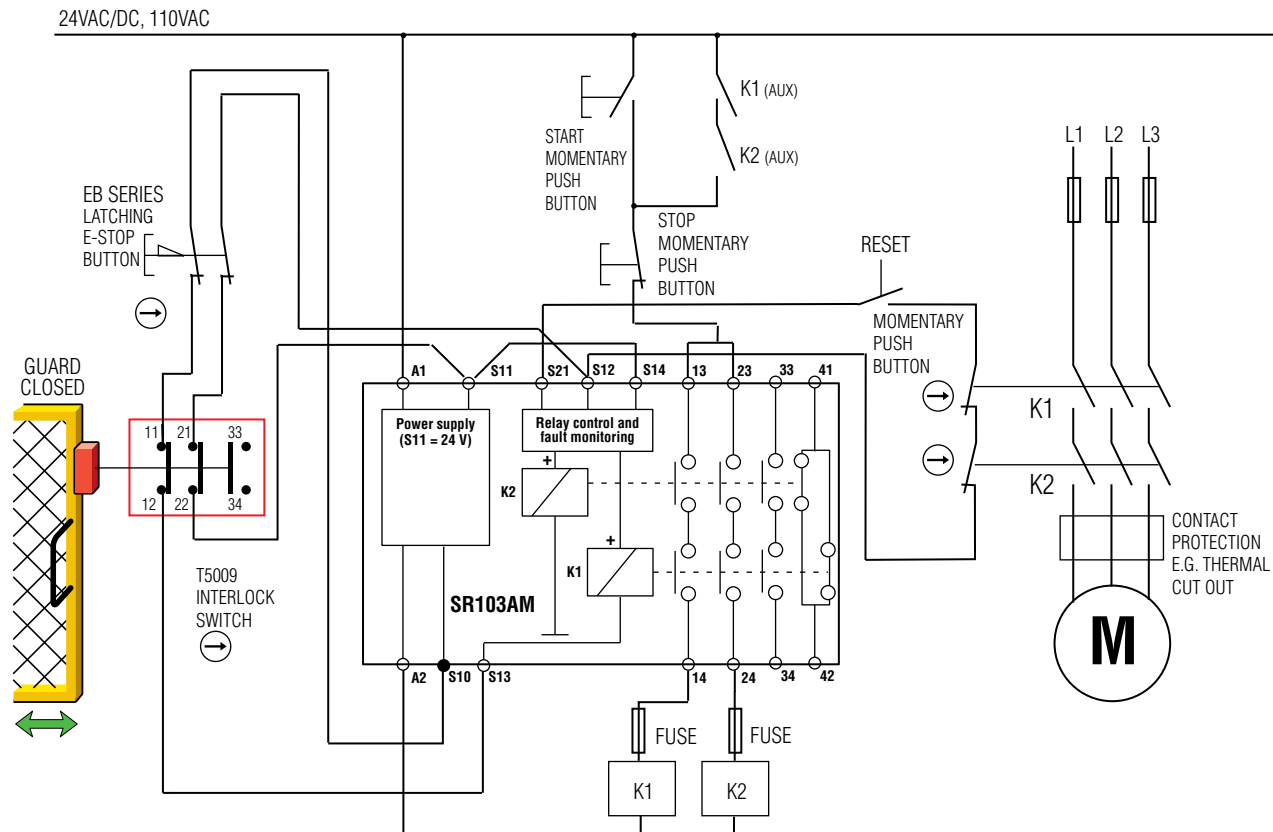 24VAC/DC, 110VAC
K1 (AUX)
K2 (AUX)
START
MOMENTARY
PUSH
BUTTON
L1 L2 L3
EB SERIES
LATCHING
E-STOP
BUTTON
STOP
MOMENTARY
PUSH
BUTTON
RESET
MOMENTARY
PUSH
BUTTON
GUARD
CLOSED
A1 S11 S21 S12 S14 13 23 33 41
Power supply
(S11 = 24 V)
Relay control and
fault monitoring
K1
K2
11 21 33
12 22 34
+
K2
+
K1
SR103AM
T5009
INTERLOCK
SWITCH
CONTACT
PROTECTION
E.G. THERMAL
CUT OUT
M
A2 S10 S13 14 24 34 42
FUSE FUSE
K1 K2